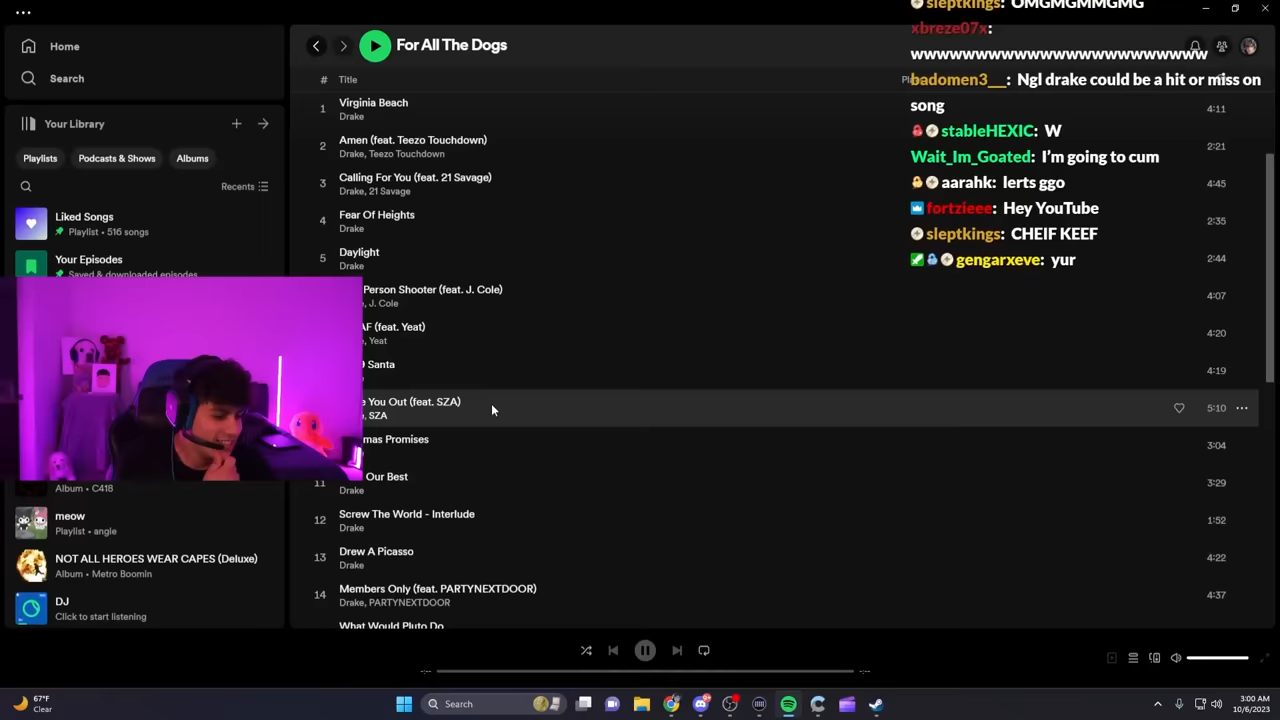 Home
Search
Your Library
Playlists
Podcasts & Shows
Albums
Recents
Liked Songs
Playlist • 516 songs
Your Episodes
Saved & downloaded episodes
Album • C418
meow
Playlist • angie
NOT ALL HEROES WEAR CAPES (Deluxe)
Album • Metro Boomin
DJ
Click to start listening
For All The Dogs
# Title
1 Virginia Beach 4:11
Drake
2 Amen (feat. Teezo Touchdown) 2:21
Drake, Teezo Touchdown
3 Calling For You (feat. 21 Savage) 4:45
Drake, 21 Savage
4 Fear Of Heights 2:35
Drake
5 Daylight 2:44
Drake
Person Shooter (feat. J. Cole) 4:07
, J. Cole
AF (feat. Yeat) 4:20
, Yeat
Santa 4:19
e You Out (feat. SZA) 5:10
, SZA
mas Promises 3:04
11 Our Best 3:29
Drake
12 Screw The World - Interlude 1:52
Drake
13 Drew A Picasso 4:22
Drake
14 Members Only (feat. PARTYNEXTDOOR) 4:37
Drake, PARTYNEXTDOOR
What Would Pluto Do
sleptkings: OMGMGMMGMG
xbreze07x:
wwwwwwwwwwwwwwwwwwwwwww
badomen3__: Ngl drake could be a hit or miss on
song
stableHEXIC: W
Wait_Im_Goated: I'm going to cum
aarahk: lerts ggo
fortzieee: Hey YouTube
sleptkings: CHEIF KEEF
gengarxeve: yur
-:--
-:--
67°F
Clear
Search
3:00 AM
10/6/2023